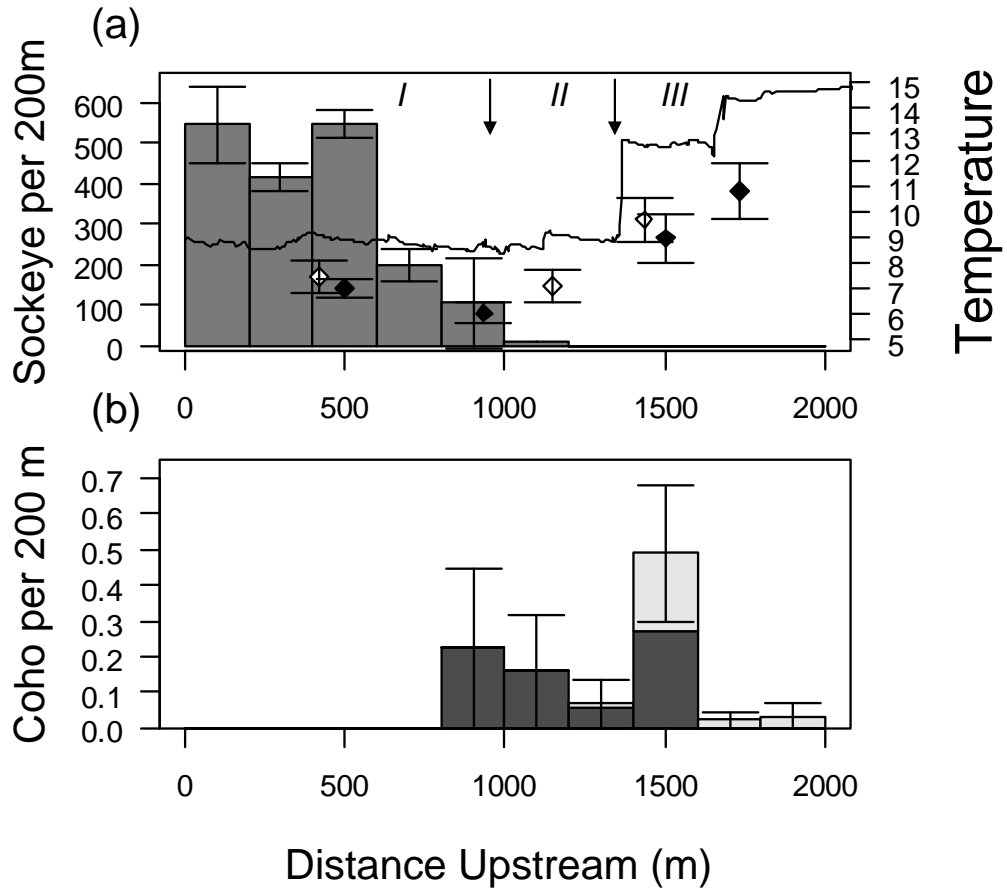 (a)
Sockeye per 200m
600
500
400
300
200
100
0
I
II
III
15
14
13
12
11
10
9
8
7
6
5
Temperature
0 500 1000 1500 2000
(b)
Coho per 200 m
0.7
0.6
0.5
0.4
0.3
0.2
0.1
0.0
0 500 1000 1500 2000
Distance Upstream (m)